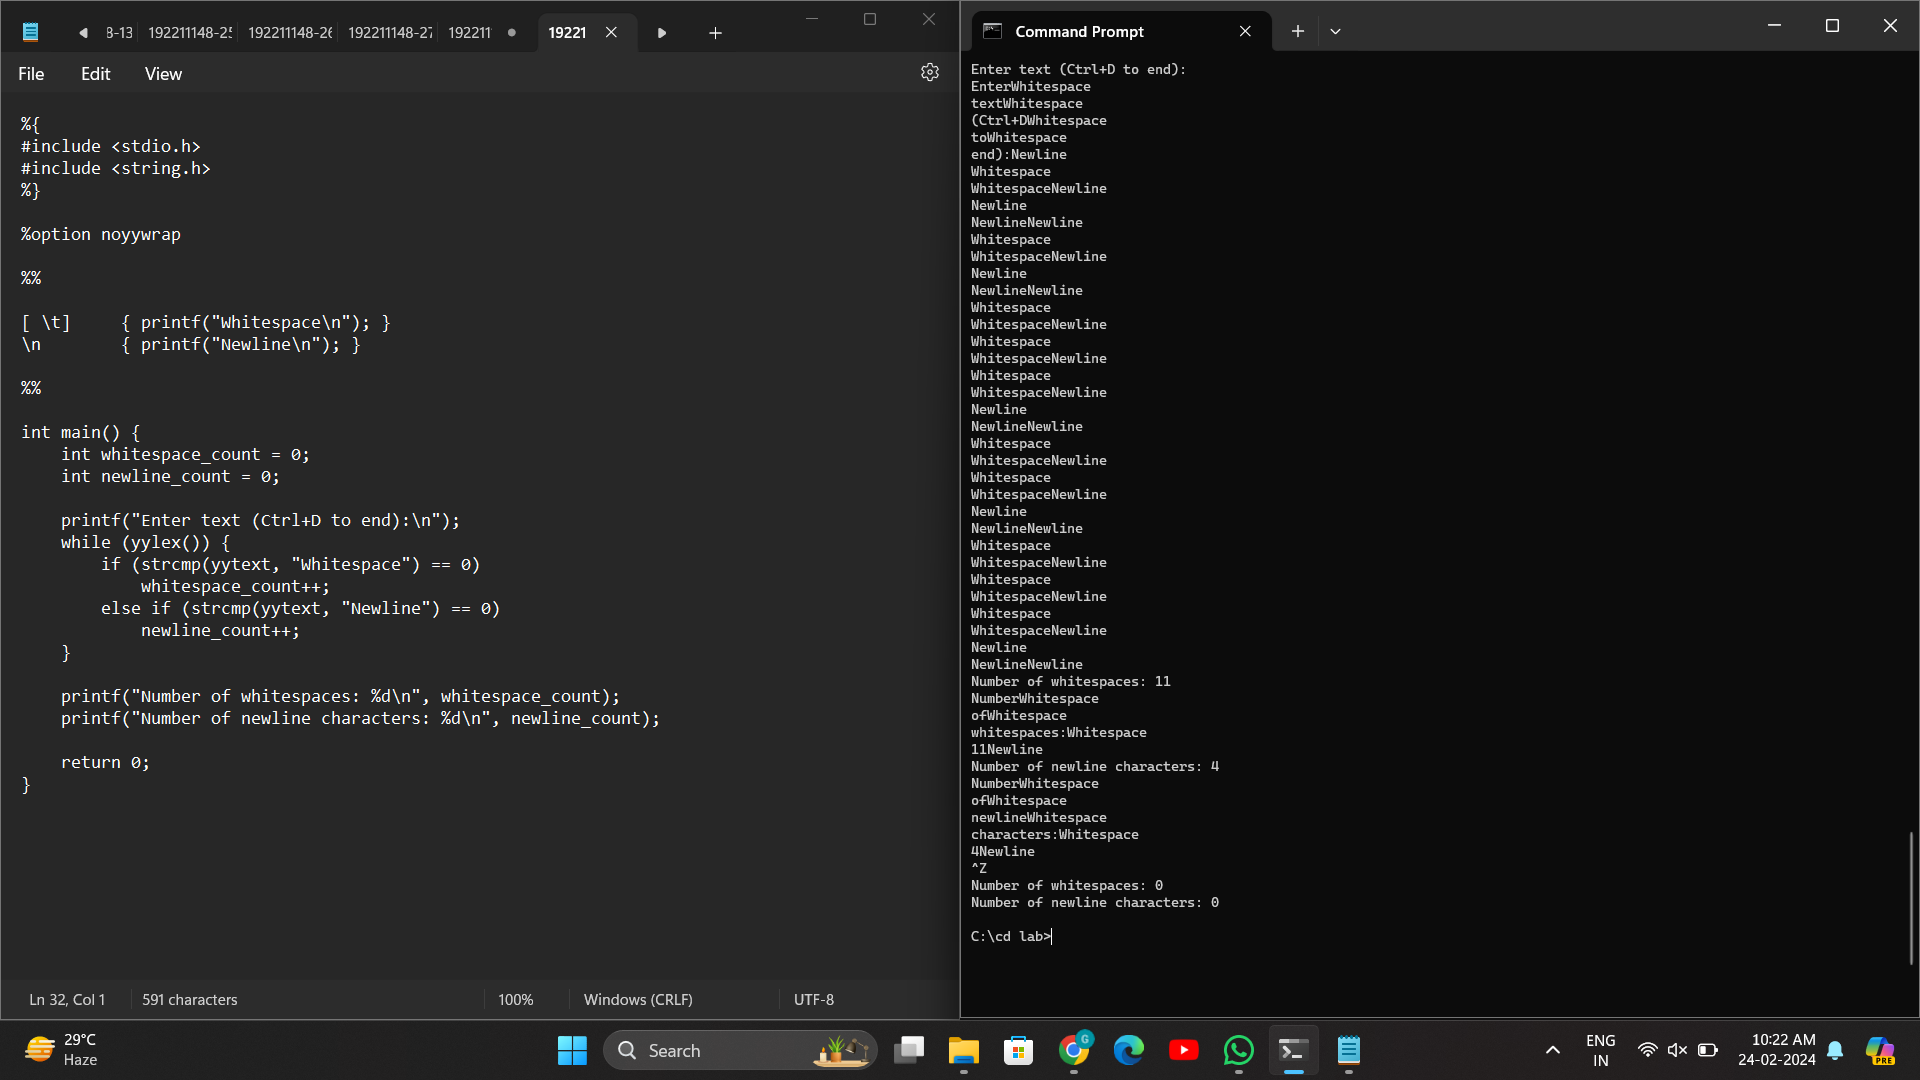 8-13 192211148-25 192211148-26 192211148-27 19221 19221
File Edit View
%{
#include <stdio.h>
#include <string.h>
%}
%option noyywrap
%%
[ \t]     { printf("Whitespace\n"); }
\n        { printf("Newline\n"); }
%%
int main() {
    int whitespace_count = 0;
    int newline_count = 0;
    printf("Enter text (Ctrl+D to end):\n");
    while (yylex()) {
        if (strcmp(yytext, "Whitespace") == 0)
            whitespace_count++;
        else if (strcmp(yytext, "Newline") == 0)
            newline_count++;
    }
    printf("Number of whitespaces: %d\n", whitespace_count);
    printf("Number of newline characters: %d\n", newline_count);
    return 0;
}
Ln 32, Col 1 591 characters 100% Windows (CRLF) UTF-8
Command Prompt
Enter text (Ctrl+D to end):
EnterWhitespace
textWhitespace
(Ctrl+DWhitespace
toWhitespace
end):Newline
Whitespace
WhitespaceNewline
Newline
NewlineNewline
Whitespace
WhitespaceNewline
Newline
NewlineNewline
Whitespace
WhitespaceNewline
Whitespace
WhitespaceNewline
Whitespace
WhitespaceNewline
Newline
NewlineNewline
Whitespace
WhitespaceNewline
Whitespace
WhitespaceNewline
Newline
NewlineNewline
Whitespace
WhitespaceNewline
Whitespace
WhitespaceNewline
Whitespace
WhitespaceNewline
Newline
NewlineNewline
Number of whitespaces: 11
NumberWhitespace
ofWhitespace
whitespaces:Whitespace
11Newline
Number of newline characters: 4
NumberWhitespace
ofWhitespace
newlineWhitespace
characters:Whitespace
4Newline
^Z
Number of whitespaces: 0
Number of newline characters: 0
C:\cd lab>
29°C
Haze
Search
G
ENG
IN
10:22 AM
24-02-2024
PRE